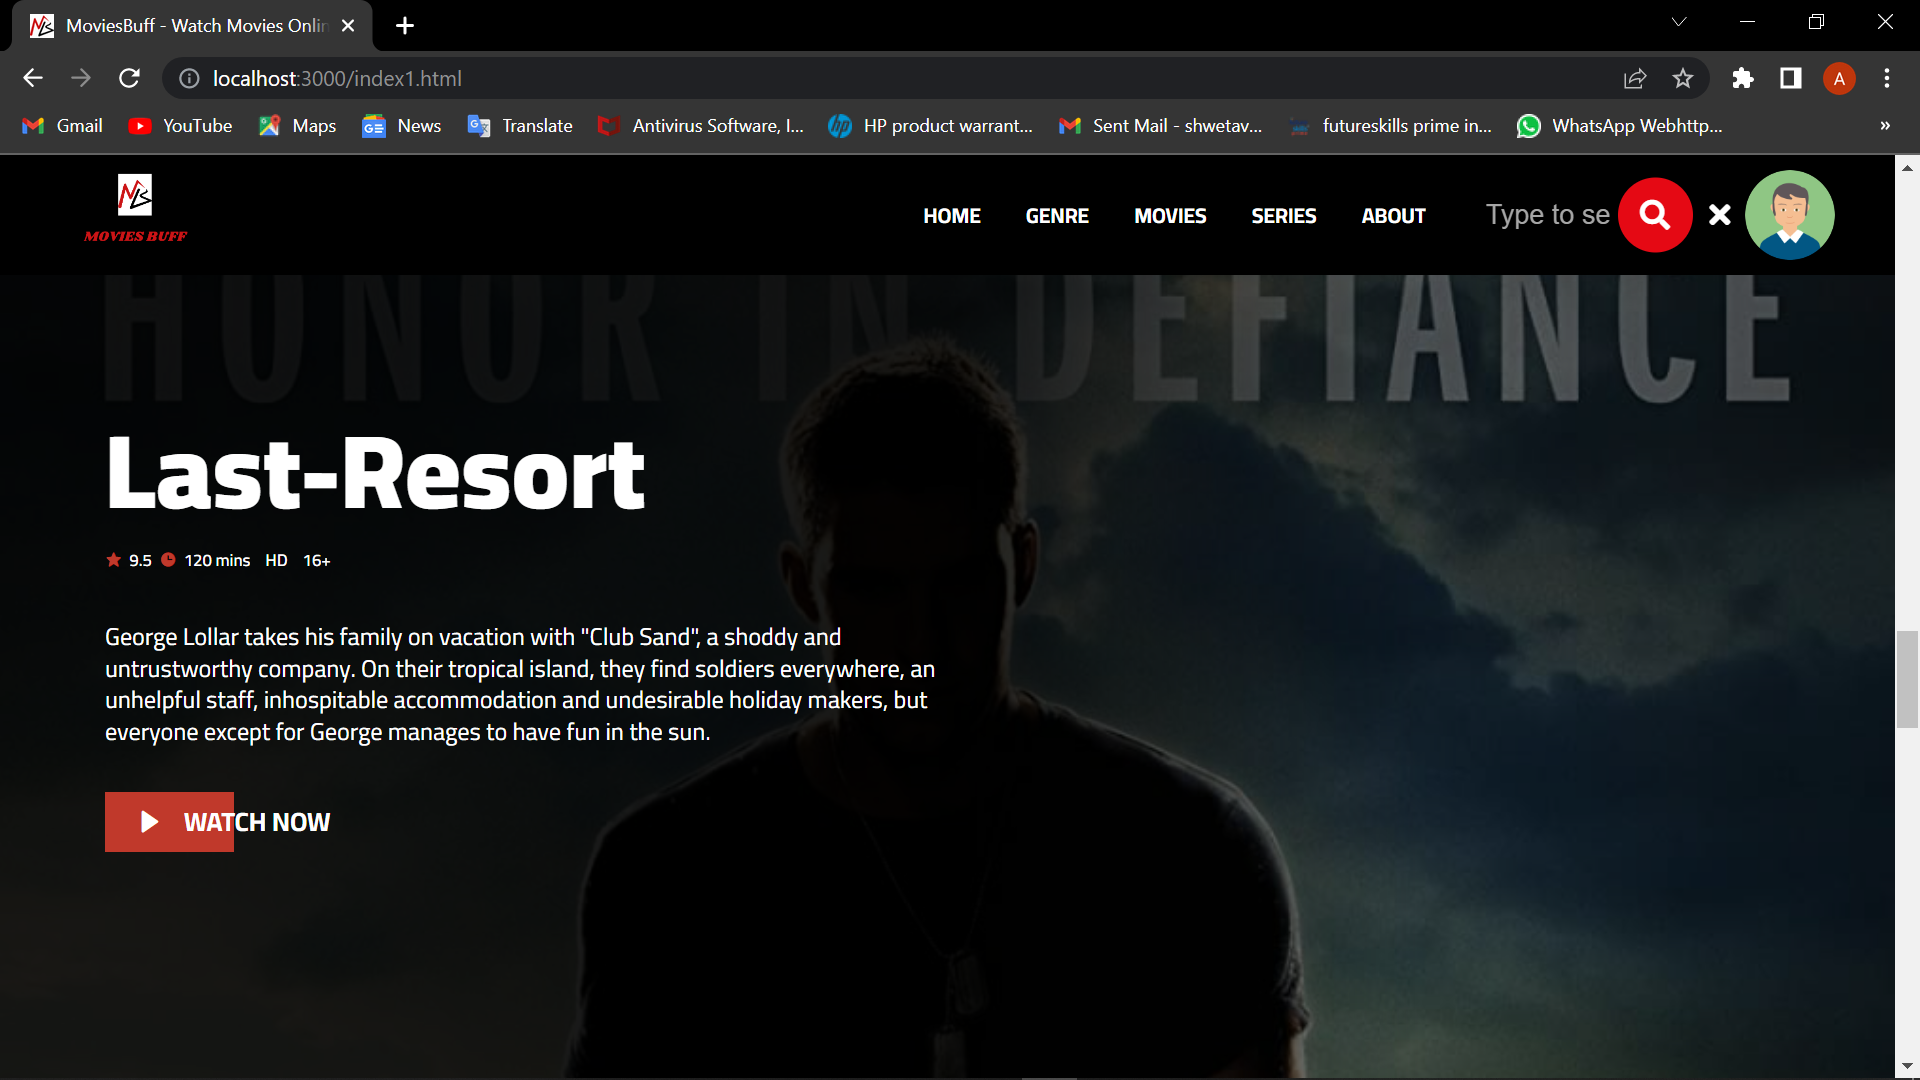 MoviesBuff - Watch Movies Onlin
localhost:3000/index1.html
A
Gmail YouTube Maps News Translate Antivirus Software, I... HP product warrant... Sent Mail - shwetav... futureskills prime in... WhatsApp Webhttp... »
MOVIES BUFF
HOME GENRE MOVIES SERIES ABOUT Type to se
HONOR IN DEFIANCE
Last-Resort
9.5 120 mins HD 16+
George Lollar takes his family on vacation with "Club Sand", a shoddy and
untrustworthy company. On their tropical island, they find soldiers everywhere, an
unhelpful staff, inhospitable accommodation and undesirable holiday makers, but
everyone except for George manages to have fun in the sun.
WATCH NOW